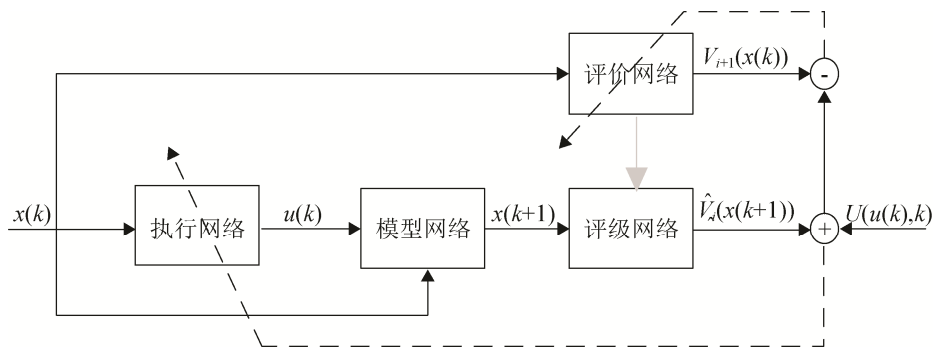 评价网络
V_{i+1}(x(k))
-
x(k)
执行网络
u(k)
模型网络
x(k+1)
评级网络
V̂_i(x(k+1))
+
U(u(k),k)